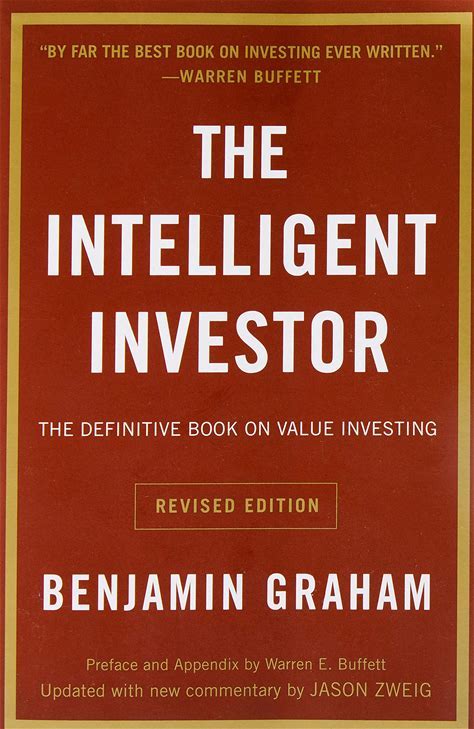 “BY FAR THE BEST BOOK ON INVESTING EVER WRITTEN.”
—WARREN BUFFETT
THE
INTELLIGENT
INVESTOR
THE DEFINITIVE BOOK ON VALUE INVESTING
REVISED EDITION
BENJAMIN GRAHAM
Preface and Appendix by Warren E. Buffett
Updated with new commentary by JASON ZWEIG